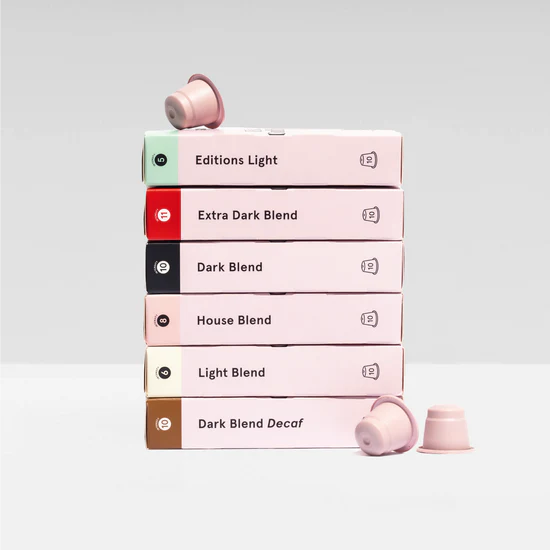 5 Editions Light 10
11 Extra Dark Blend 10
10 Dark Blend 10
8 House Blend 10
6 Light Blend 10
10 Dark Blend Decaf